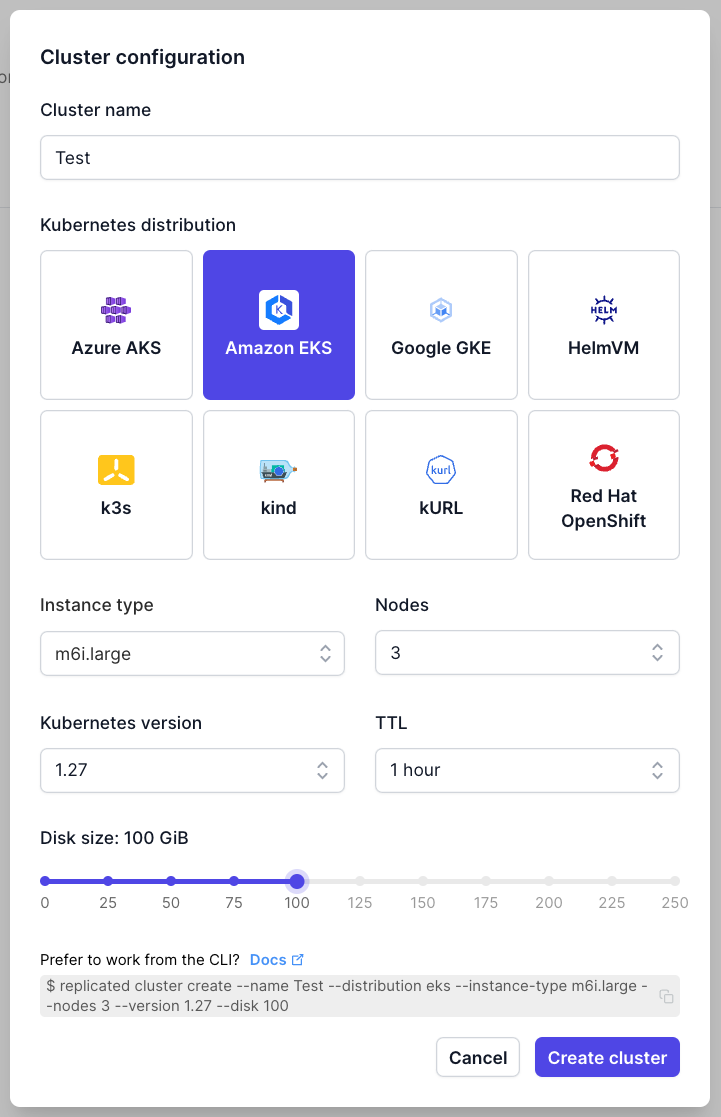 Cluster configuration
Cluster name
Test
Kubernetes distribution
Azure AKS
Amazon EKS
Google GKE
HELM
HelmVM
k3s
kind
kurl
kURL
Red Hat
OpenShift
Instance type
Nodes
m6i.large
3
Kubernetes version
TTL
1.27
1 hour
Disk size: 100 GiB
0 25 50 75 100 125 150 175 200 225 250
Prefer to work from the CLI? Docs
$ replicated cluster create --name Test --distribution eks --instance-type m6i.large -
-nodes 3 --version 1.27 --disk 100
Cancel
Create cluster